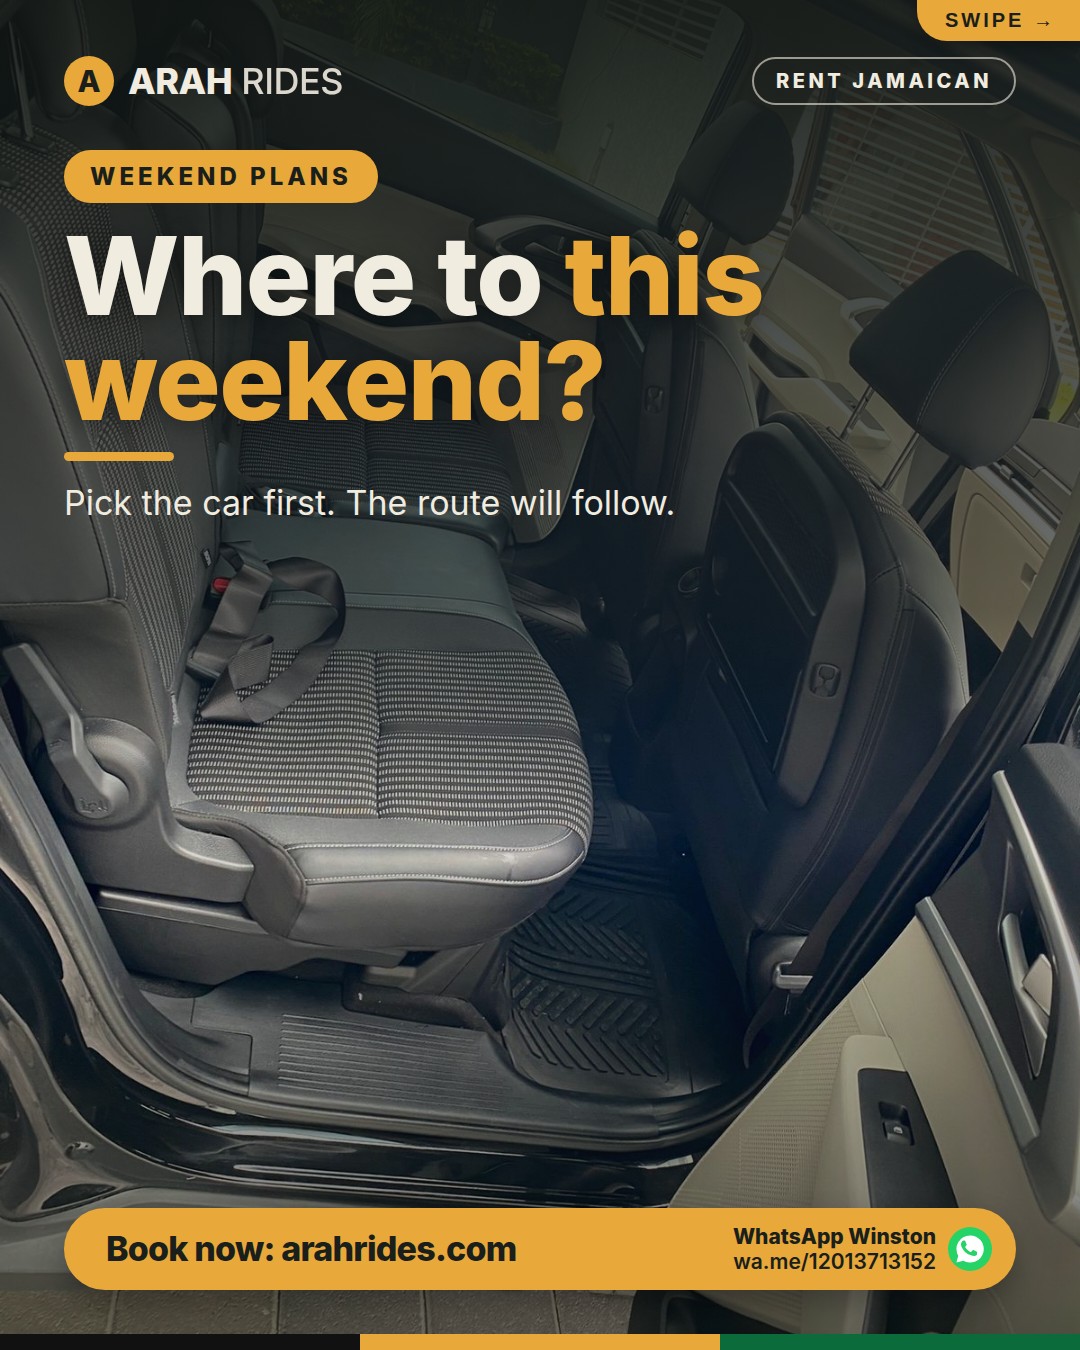 SWIPE →
A ARAH RIDES
RENT JAMAICAN
WEEKEND PLANS
Where to this
weekend?
Pick the car first. The route will follow.
Book now: arahrides.com
WhatsApp Winston
wa.me/12013713152